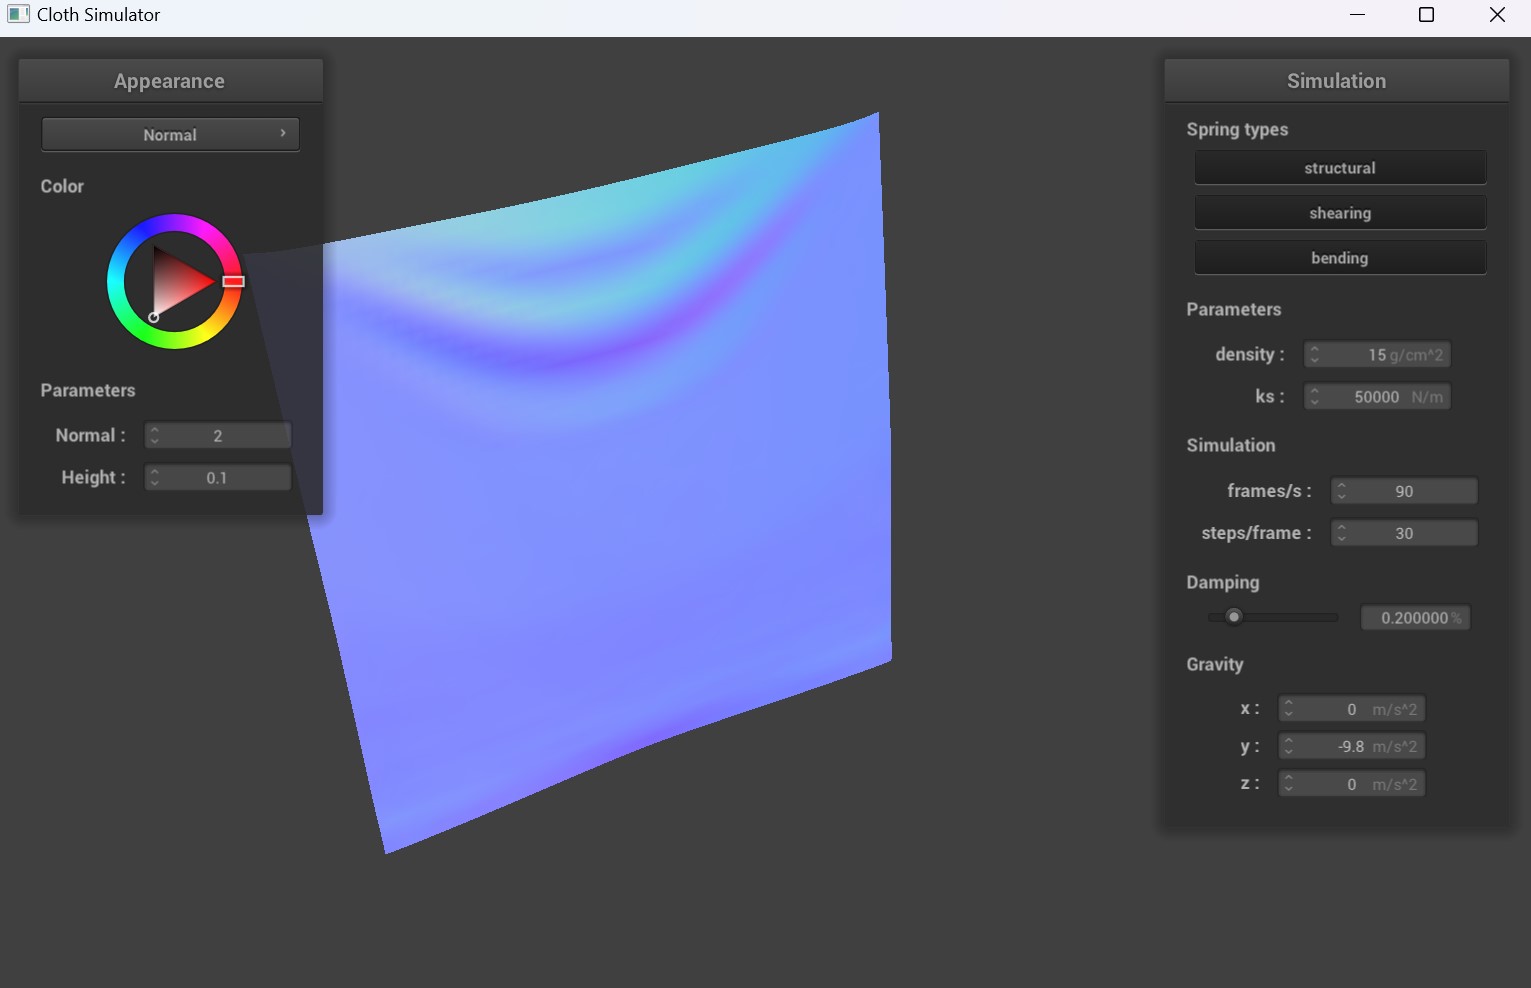 Cloth Simulator
Appearance
Normal
Color
Parameters
Normal : 2
Height : 0.1
Simulation
Spring types
structural
shearing
bending
Parameters
density : 15 g/cm^2
ks : 50000 N/m
Simulation
frames/s : 90
steps/frame : 30
Damping
0.200000 %
Gravity
x : 0 m/s^2
y : -9.8 m/s^2
z : 0 m/s^2